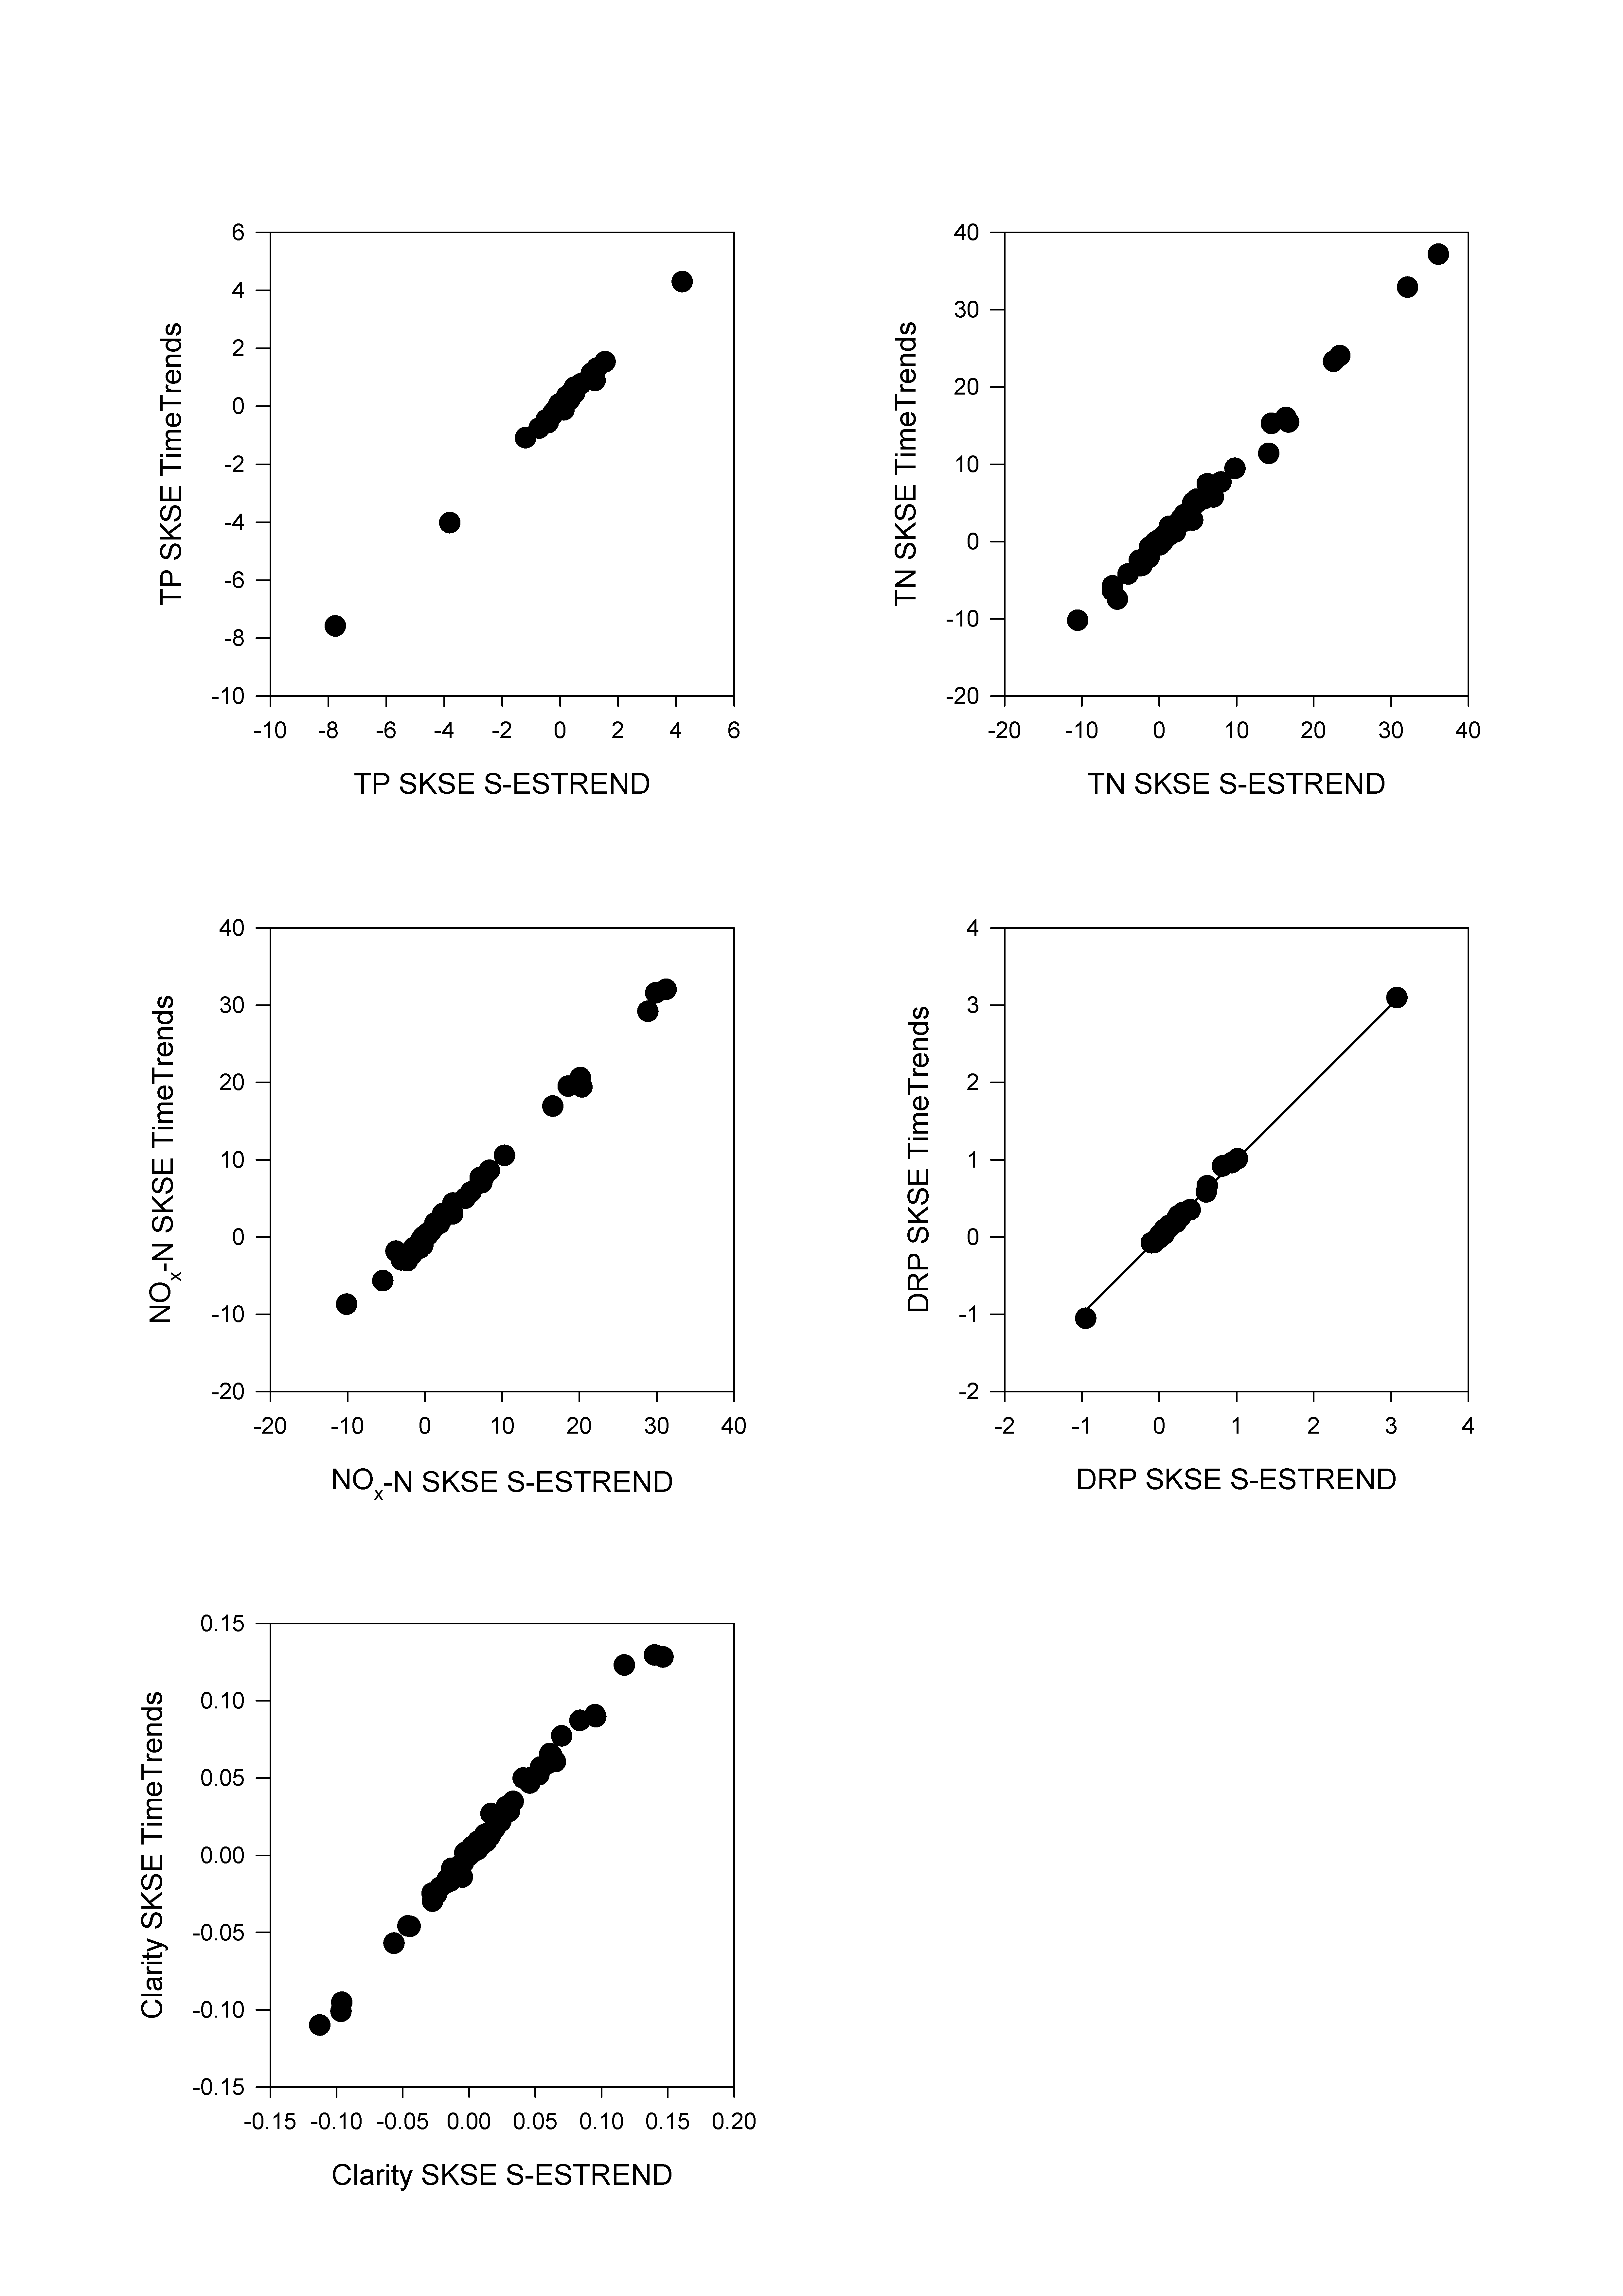 6
4
2
0
-2
-4
-6
-8
-10
TP SKSE TimeTrends
-10 -8 -6 -4 -2 0 2 4 6
TP SKSE S-ESTREND
40
30
20
10
0
-10
-20
TN SKSE TimeTrends
-20 -10 0 10 20 30 40
TN SKSE S-ESTREND
40
30
20
10
0
-10
-20
NOx-N SKSE TimeTrends
-20 -10 0 10 20 30 40
NOx-N SKSE S-ESTREND
4
3
2
1
0
-1
-2
DRP SKSE TimeTrends
-2 -1 0 1 2 3 4
DRP SKSE S-ESTREND
0.15
0.10
0.05
0.00
-0.05
-0.10
-0.15
Clarity SKSE TimeTrends
-0.15 -0.10 -0.05 0.00 0.05 0.10 0.15 0.20
Clarity SKSE S-ESTREND